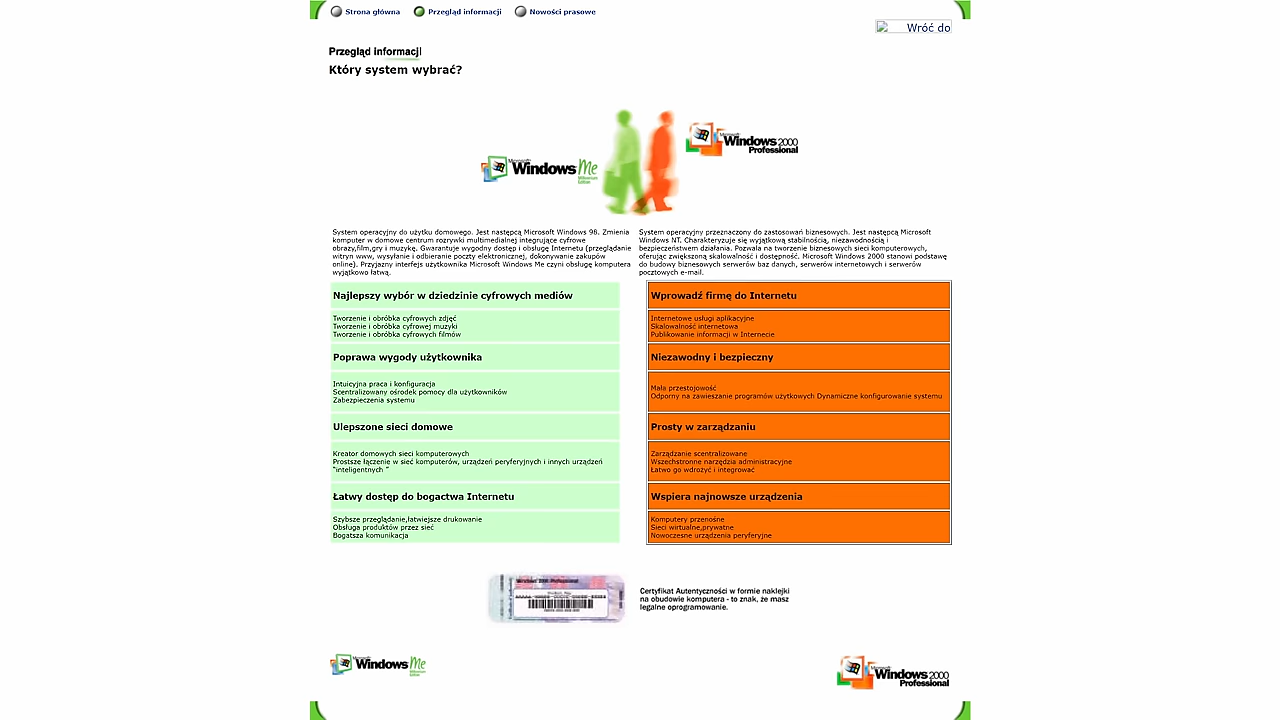 Strona główna
Przegląd informacji
Nowości prasowe
Wróć do
Przegląd informacji
Który system wybrać?
Microsoft
Windows 2000
Professional
Microsoft
Windows Me
Millennium
Edition
System operacyjny do użytku domowego. Jest następcą Microsoft Windows 98. Zmienia
komputer w domowe centrum rozrywki multimedialnej integrujące cyfrowe
obrazy,film,gry i muzykę. Gwarantuje wygodny dostęp i obsługę Internetu (przeglądanie
witryn www, wysyłanie i odbieranie poczty elektronicznej, dokonywanie zakupów
online). Przyjazny interfejs użytkownika Microsoft Windows Me czyni obsługę komputera
wyjątkowo łatwą.
System operacyjny przeznaczony do zastosowań biznesowych. Jest następcą Microsoft
Windows NT. Charakteryzuje się wyjątkową stabilnością, niezawodnością i
bezpieczeństwem działania. Pozwala na tworzenie biznesowych sieci komputerowych,
oferując zwiększoną skalowalność i dostępność. Microsoft Windows 2000 stanowi podstawę
do budowy biznesowych serwerów baz danych, serwerów internetowych i serwerów
pocztowych e-mail.
Najlepszy wybór w dziedzinie cyfrowych mediów
Tworzenie i obróbka cyfrowych zdjęć
Tworzenie i obróbka cyfrowej muzyki
Tworzenie i obróbka cyfrowych filmów
Poprawa wygody użytkownika
Intuicyjna praca i konfiguracja
Scentralizowany ośrodek pomocy dla użytkowników
Zabezpieczenia systemu
Ulepszone sieci domowe
Kreator domowych sieci komputerowych
Prostsze łączenie w sieć komputerów, urządzeń peryferyjnych i innych urządzeń
"inteligentnych "
Łatwy dostęp do bogactwa Internetu
Szybsze przeglądanie,łatwiejsze drukowanie
Obsługa produktów przez sieć
Bogatsza komunikacja
Wprowadź firmę do Internetu
Internetowe usługi aplikacyjne
Skalowalność internetowa
Publikowanie informacji w Internecie
Niezawodny i bezpieczny
Mała przestojowość
Odporny na zawieszanie programów użytkowych Dynamiczne konfigurowanie systemu
Prosty w zarządzaniu
Zarządzanie scentralizowane
Wszechstronne narzędzia administracyjne
Łatwo go wdrożyć i integrować
Wspiera najnowsze urządzenia
Komputery przenośne
Sieci wirtualne,prywatne
Nowoczesne urządzenia peryferyjne
Windows 2000 Professional
Certyfikat Autentyczności w formie naklejki
na obudowie komputera - to znak, że masz
legalne oprogramowanie.
Microsoft
Windows Me
Millennium
Edition
Microsoft
Windows 2000
Professional